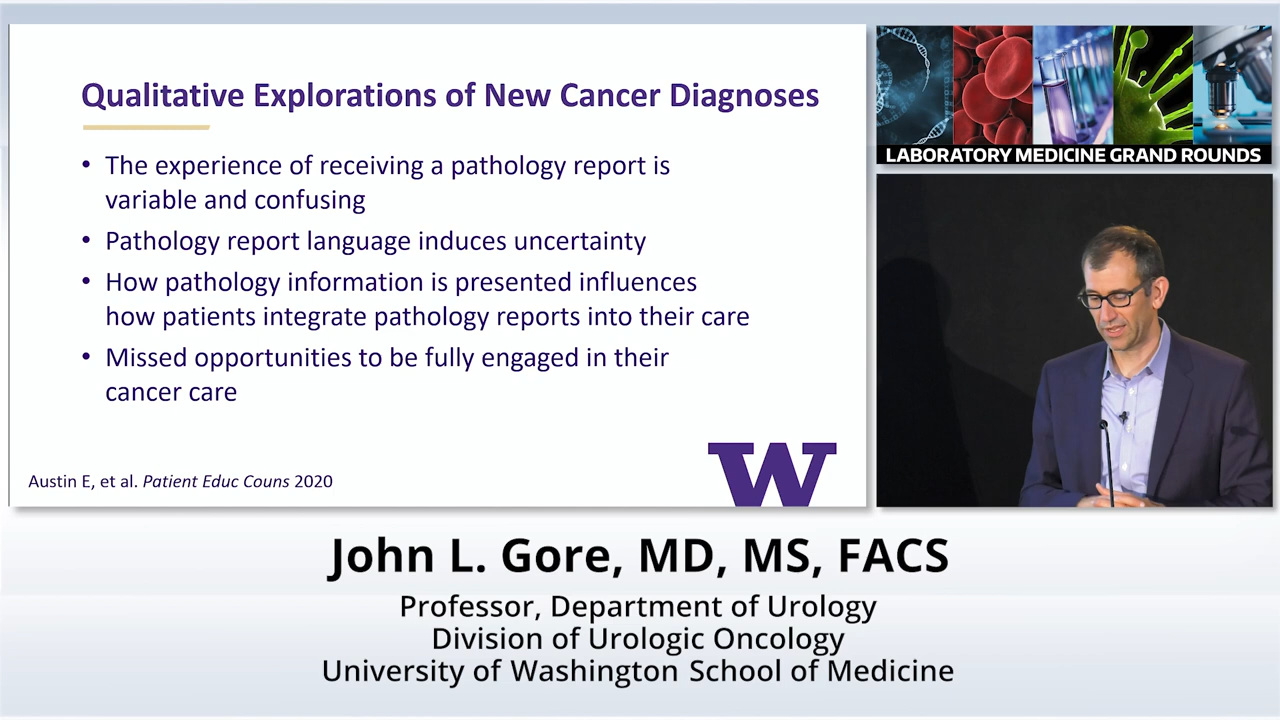 Qualitative Explorations of New Cancer Diagnoses
• The experience of receiving a pathology report is
variable and confusing
• Pathology report language induces uncertainty
• How pathology information is presented influences
how patients integrate pathology reports into their care
• Missed opportunities to be fully engaged in their
cancer care
Austin E, et al. Patient Educ Couns 2020
W
LABORATORY MEDICINE GRAND ROUNDS
John L. Gore, MD, MS, FACS
Professor, Department of Urology
Division of Urologic Oncology
University of Washington School of Medicine